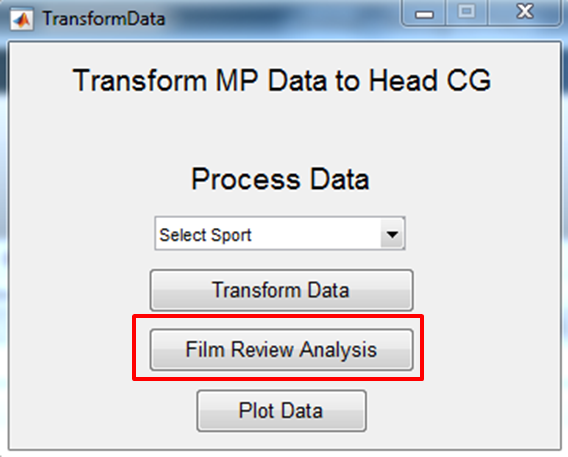 TransformData
Transform MP Data to Head CG
Process Data
Select Sport
Transform Data
Film Review Analysis
Plot Data